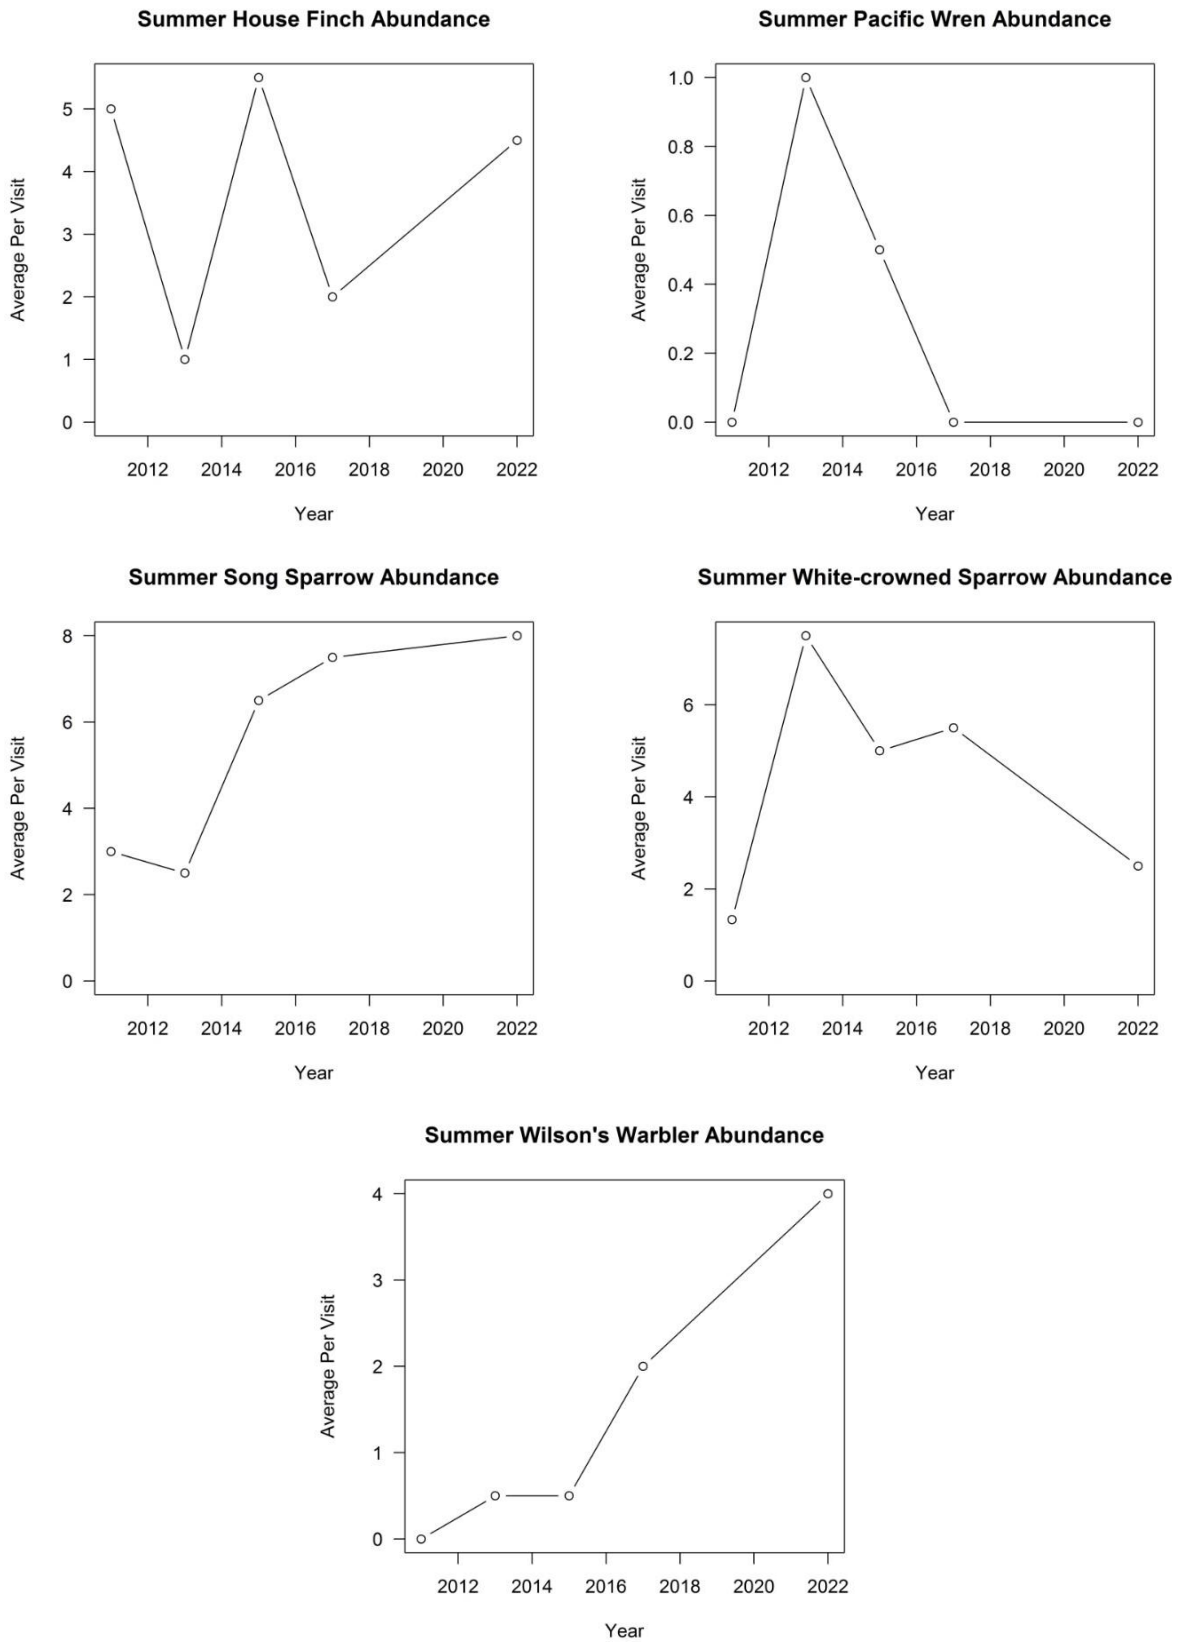 Summer House Finch Abundance
Average Per Visit
5
4
3
2
1
0
2012 2014 2016 2018 2020 2022
Year
Summer Pacific Wren Abundance
Average Per Visit
1.0
0.8
0.6
0.4
0.2
0.0
2012 2014 2016 2018 2020 2022
Year
Summer Song Sparrow Abundance
Average Per Visit
8
6
4
2
0
2012 2014 2016 2018 2020 2022
Year
Summer White-crowned Sparrow Abundance
Average Per Visit
6
4
2
0
2012 2014 2016 2018 2020 2022
Year
Summer Wilson's Warbler Abundance
Average Per Visit
4
3
2
1
0
2012 2014 2016 2018 2020 2022
Year